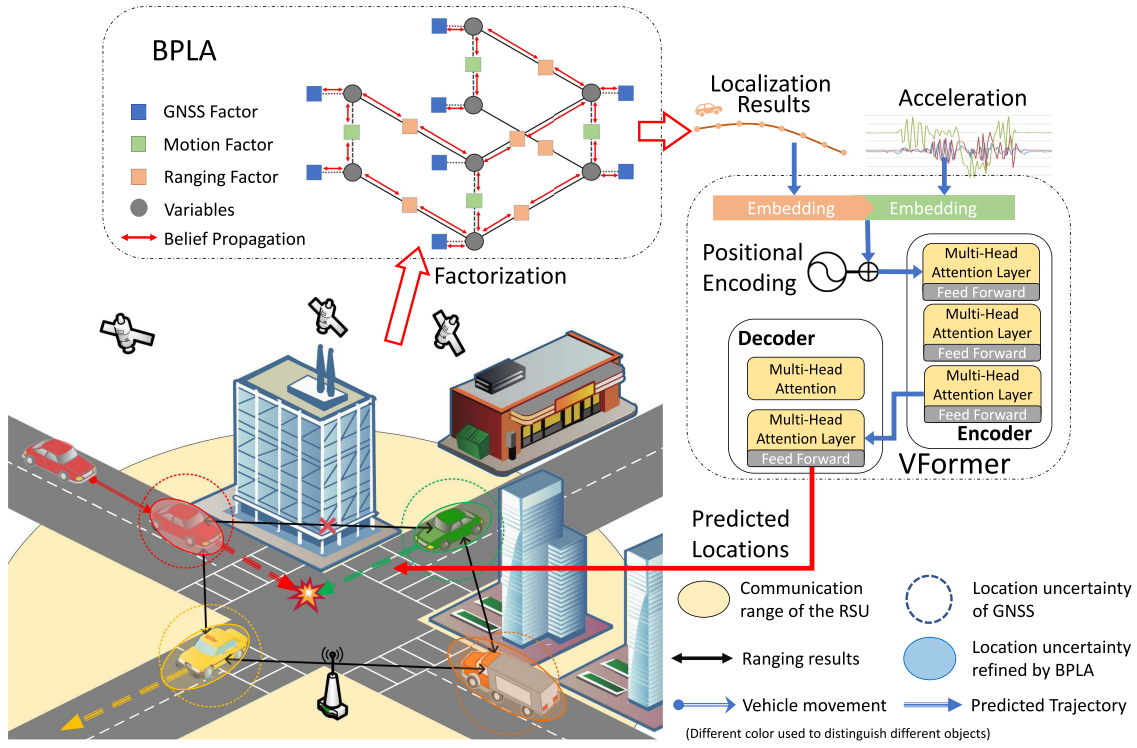 BPLA
GNSS Factor
Motion Factor
Ranging Factor
Variables
Belief Propagation
Factorization
Localization
Results
Acceleration
Embedding
Embedding
Positional
Encoding
Multi-Head
Attention Layer
Feed Forward
Multi-Head
Attention Layer
Feed Forward
Multi-Head
Attention Layer
Feed Forward
Encoder
Decoder
Multi-Head
Attention
Multi-Head
Attention Layer
Feed Forward
VFormer
Predicted
Locations
Communication
range of the RSU
Location uncertainty
of GNSS
Ranging results
Location uncertainty
refined by BPLA
Vehicle movement
Predicted Trajectory
(Different color used to distinguish different objects)